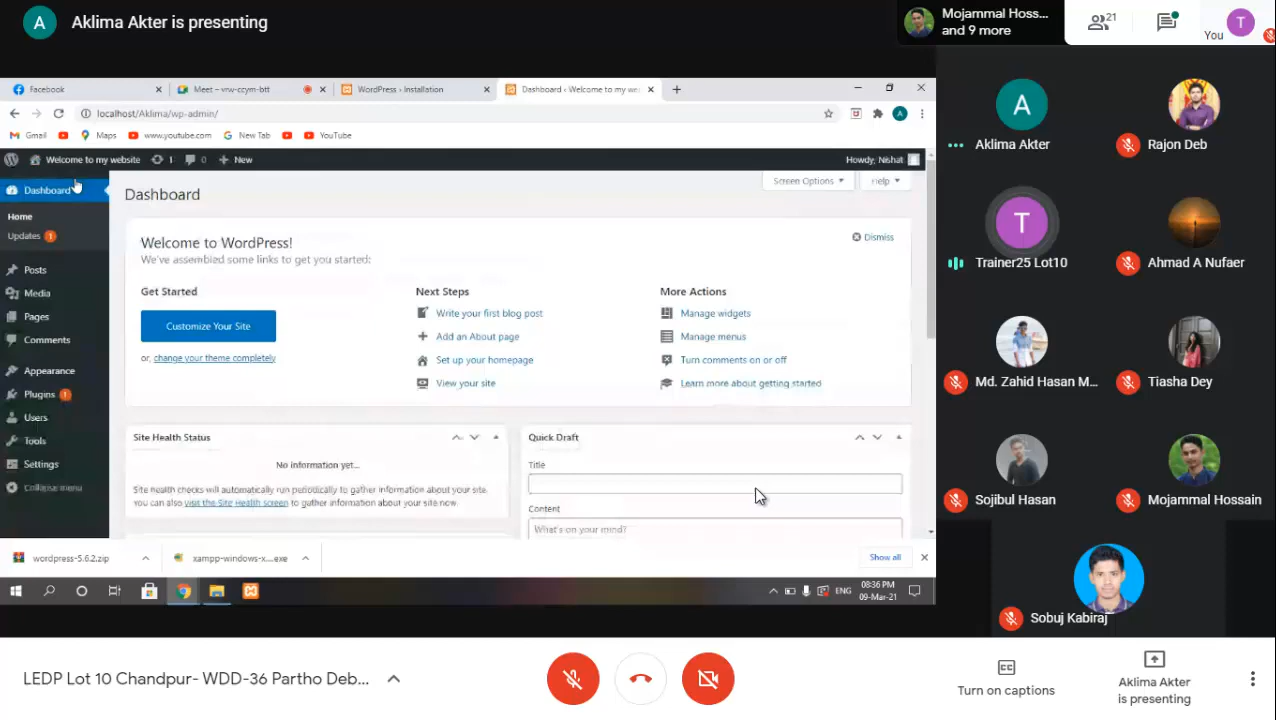 A
Aklima Akter is presenting
Mojammal Hoss...
and 9 more
21
You
T
Facebook
Meet – vrw-ccym-btt
WordPress › Installation
Dashboard ‹ Welcome to my we
localhost/Aklima/wp-admin/
A
Gmail
Maps
www.youtube.com
New Tab
YouTube
Welcome to my website
1
0
New
Howdy, Nishat
Dashboard
Home
Updates 1
Posts
Media
Pages
Comments
Appearance
Plugins 1
Users
Tools
Settings
Collapse menu
Dashboard
Screen Options
Help
Welcome to WordPress!
We've assembled some links to get you started:
Dismiss
Get Started
Customize Your Site
or, change your theme completely
Next Steps
Write your first blog post
Add an About page
Set up your homepage
View your site
More Actions
Manage widgets
Manage menus
Turn comments on or off
Learn more about getting started
Site Health Status
No information yet...
Site health checks will automatically run periodically to gather information about your site.
You can also visit the Site Health screen to gather information about your site now.
Quick Draft
Title
Content
What's on your mind?
wordpress-5.6.2.zip
xampp-windows-x....exe
Show all
ENG
08:36 PM
09-Mar-21
A
Aklima Akter
Rajon Deb
T
Trainer25 Lot10
Ahmad A Nufaer
Md. Zahid Hasan M...
Tiasha Dey
Sojibul Hasan
Mojammal Hossain
Sobuj Kabiraj
LEDP Lot 10 Chandpur- WDD-36 Partho Deb...
Turn on captions
Aklima Akter
is presenting